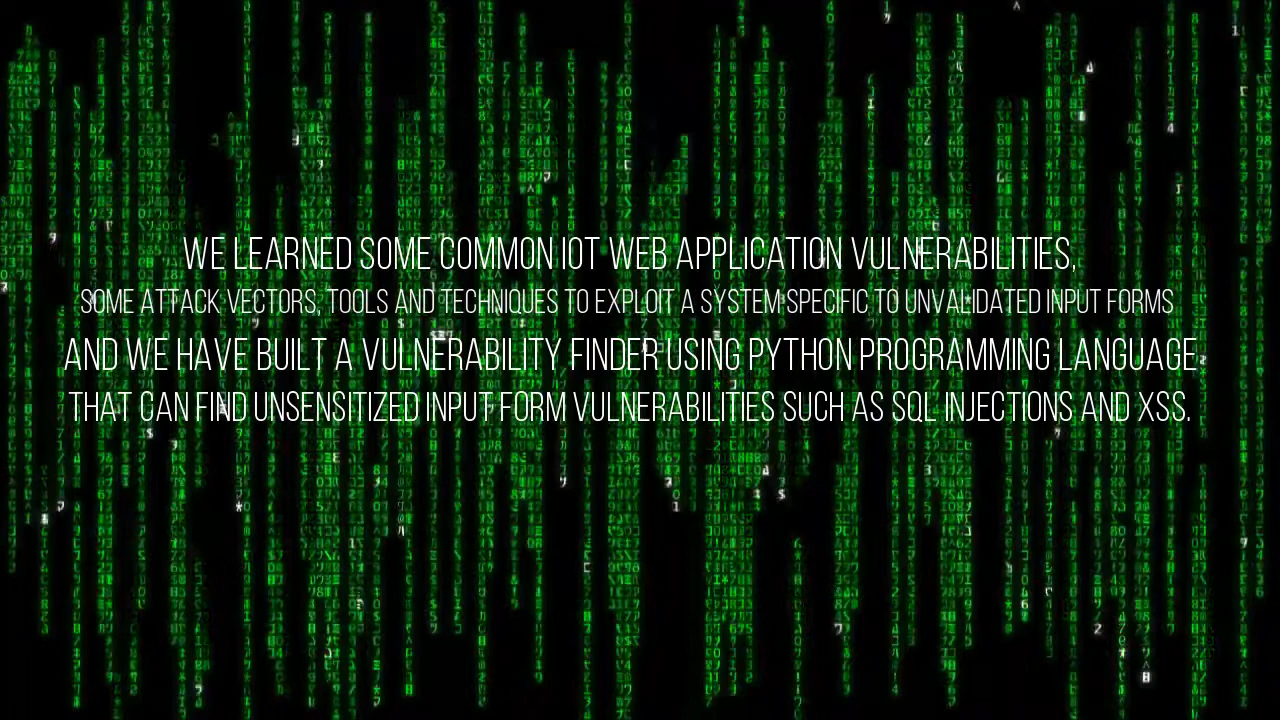 WE LEARNED SOME COMMON IOT WEB APPLICATION VULNERABILITIES,
SOME ATTACK VECTORS, TOOLS AND TECHNIQUES TO EXPLOIT A SYSTEM SPECIFIC TO UNVALIDATED INPUT FORMS
AND WE HAVE BUILT A VULNERABILITY FINDER USING PYTHON PROGRAMMING LANGUAGE
THAT CAN FIND UNSENSITIZED INPUT FORM VULNERABILITIES SUCH AS SQL INJECTIONS AND XSS.